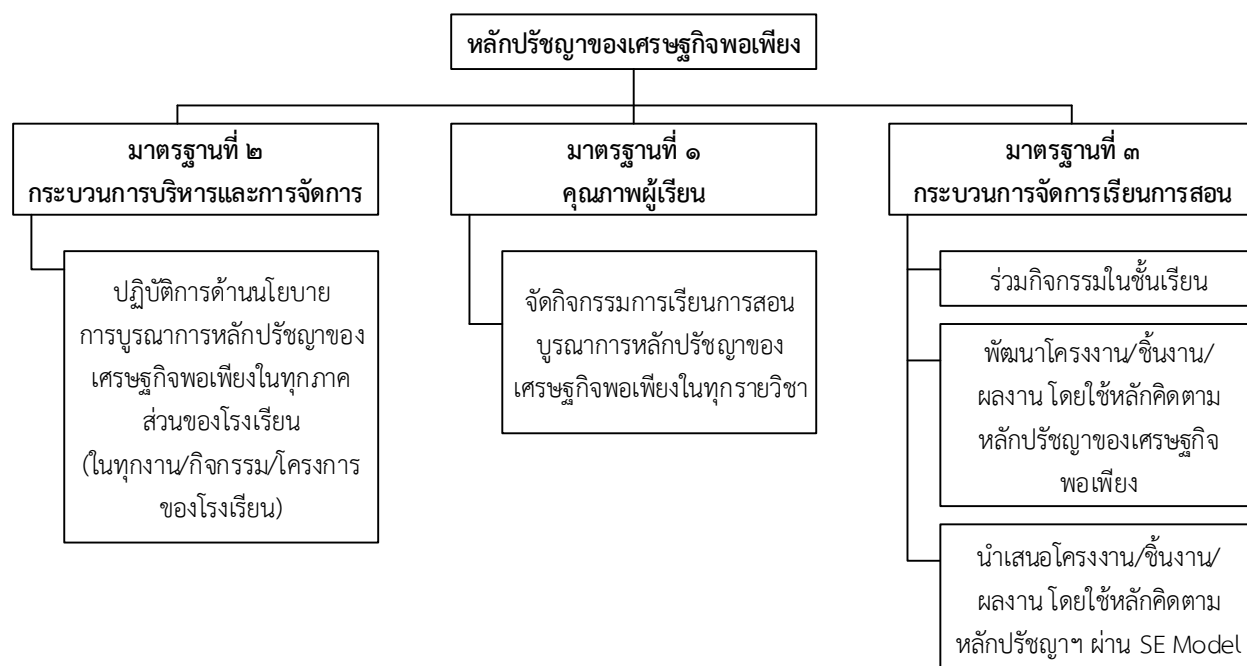 หลักปรัชญาของเศรษฐกิจพอเพียง
มาตรฐานที่ ๒
กระบวนการบริหารและการจัดการ
ปฏิบัติการด้านนโยบาย
การบูรณาการหลักปรัชญาของ
เศรษฐกิจพอเพียงในทุกภาค
ส่วนของโรงเรียน
(ในทุกงาน/กิจกรรม/โครงการ
ของโรงเรียน)
มาตรฐานที่ ๑
คุณภาพผู้เรียน
จัดกิจกรรมการเรียนการสอน
บูรณาการหลักปรัชญาของ
เศรษฐกิจพอเพียงในทุกรายวิชา
มาตรฐานที่ ๓
กระบวนการจัดการเรียนการสอน
ร่วมกิจกรรมในชั้นเรียน
พัฒนาโครงงาน/ชิ้นงาน/
ผลงาน โดยใช้หลักคิดตาม
หลักปรัชญาของเศรษฐกิจ
พอเพียง
นำเสนอโครงงาน/ชิ้นงาน/
ผลงาน โดยใช้หลักคิดตาม
หลักปรัชญาฯ ผ่าน SE Model